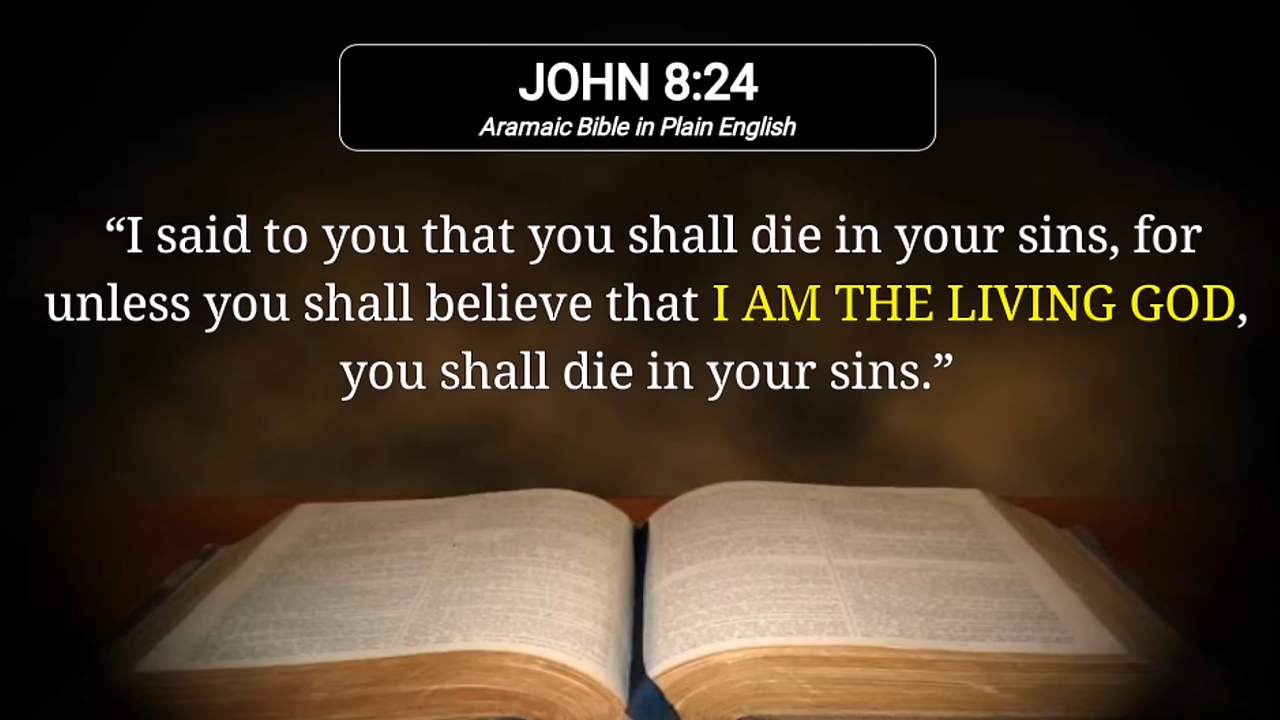 JOHN 8:24
Aramaic Bible in Plain English
“I said to you that you shall die in your sins, for
unless you shall believe that I AM THE LIVING GOD,
you shall die in your sins.”